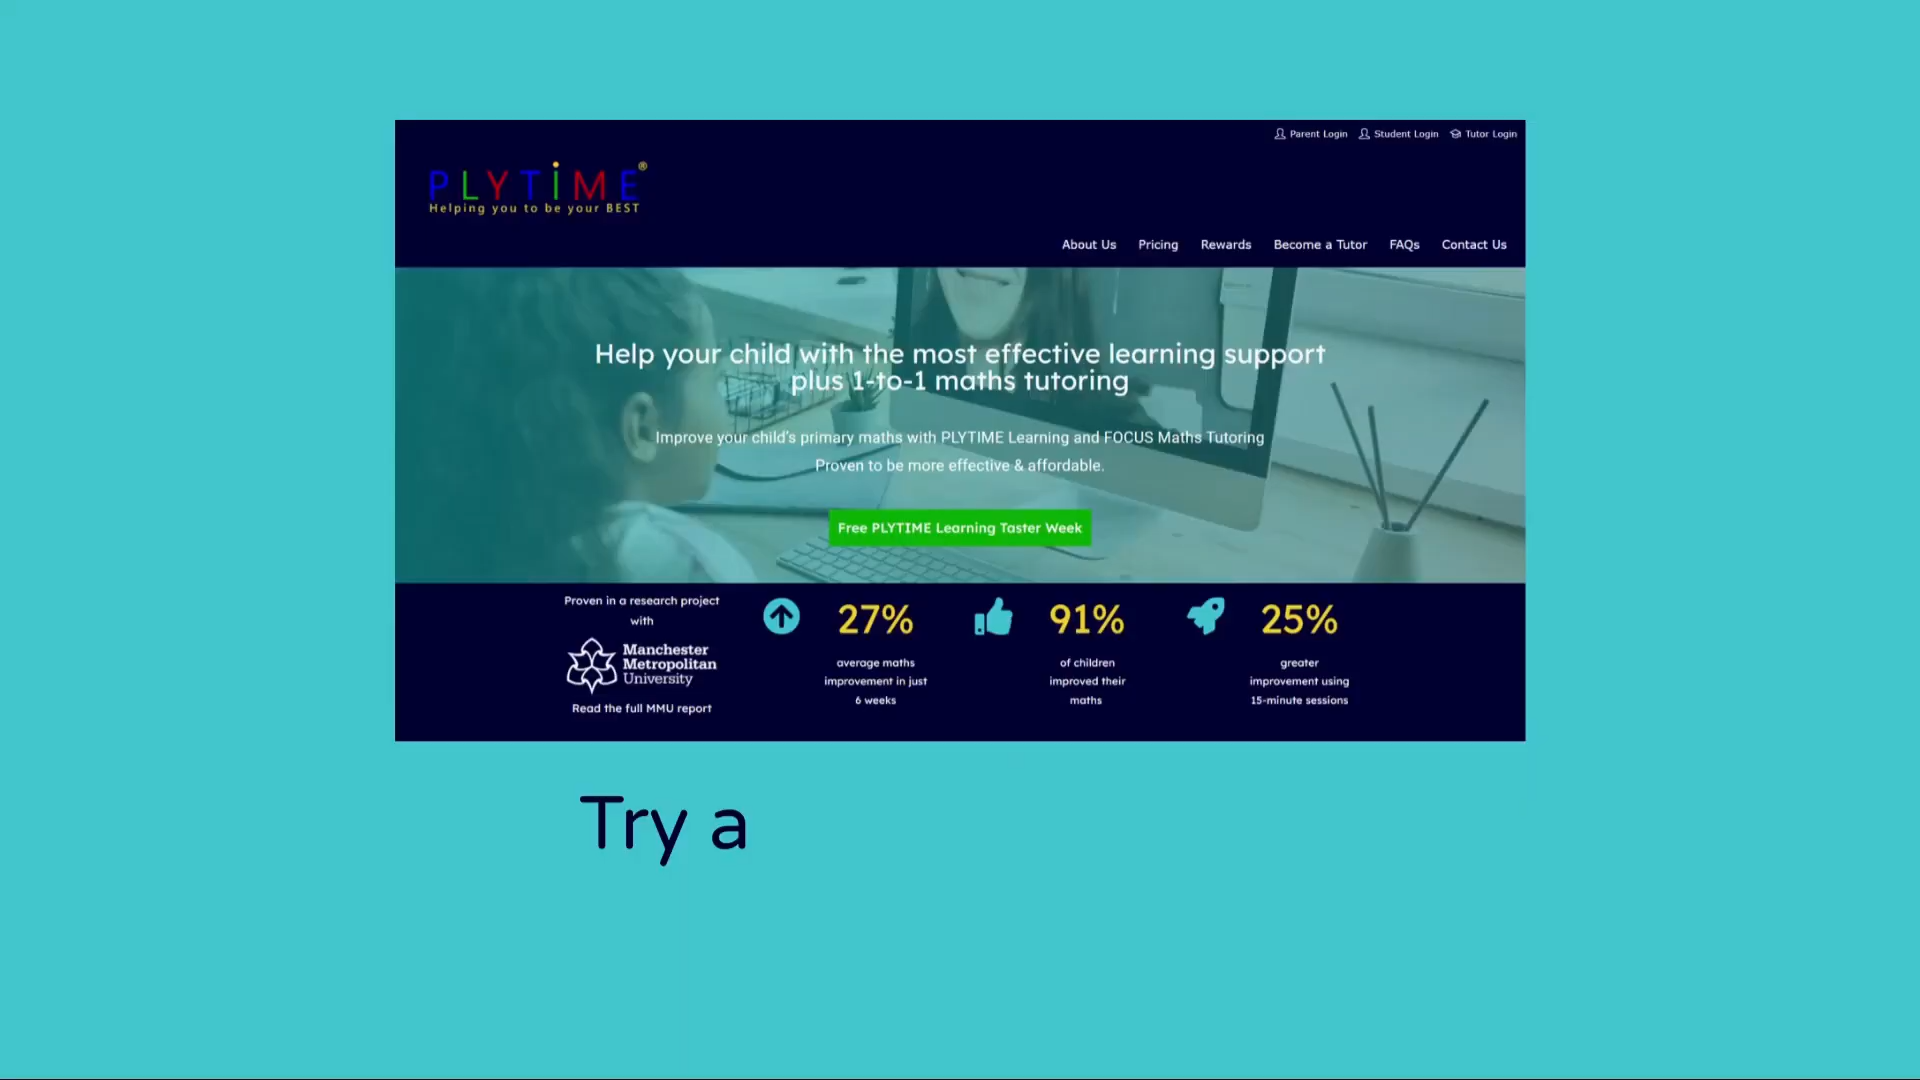 Parent Login Student Login Tutor Login
PLYTiME®
Helping you to be your BEST
About Us Pricing Rewards Become a Tutor FAQs Contact Us
Help your child with the most effective learning support
plus 1-to-1 maths tutoring
Improve your child's primary maths with PLYTIME Learning and FOCUS Maths Tutoring
Proven to be more effective & affordable.
Free PLYTIME Learning Taster Week
Proven in a research project
with
Manchester
Metropolitan
University
Read the full MMU report
27%
average maths
improvement in just
6 weeks
91%
of children
improved their
maths
25%
greater
improvement using
15-minute sessions
Try a